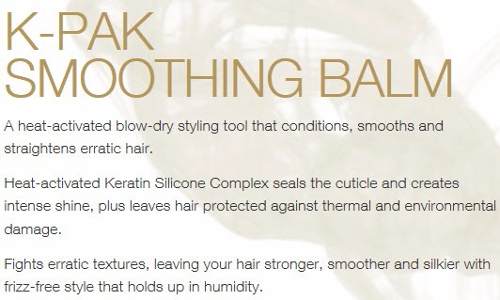 K-PAK
SMOOTHING BALM
A heat-activated blow-dry styling tool that conditions, smooths and
straightens erratic hair.
Heat-activated Keratin Silicone Complex seals the cuticle and creates
intense shine, plus leaves hair protected against thermal and environmental
damage.
Fights erratic textures, leaving your hair stronger, smoother and silkier with
frizz-free style that holds up in humidity.